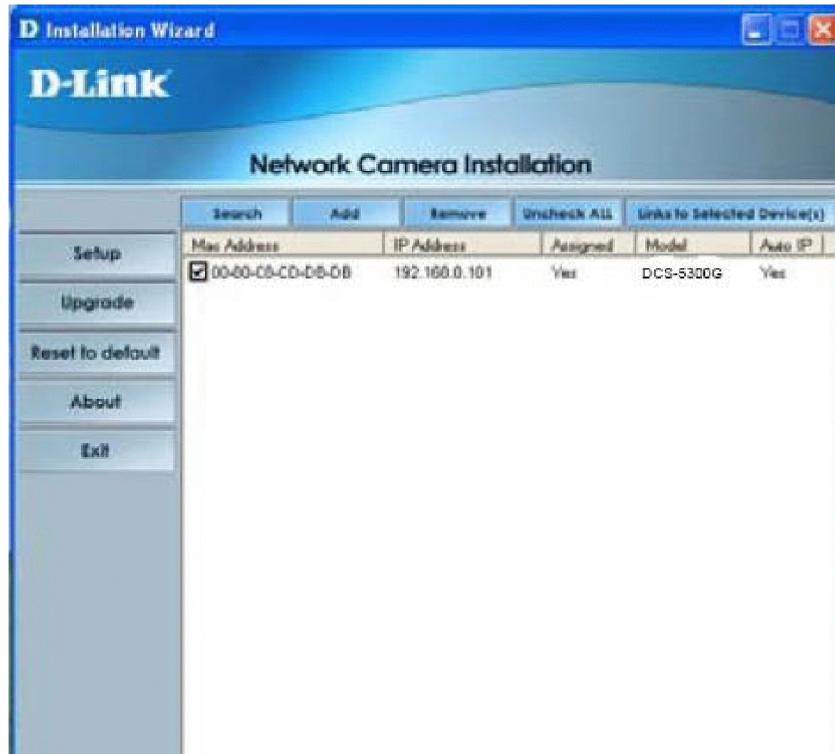 D Installation Wizard
D-Link
Network Camera Installation
Search Add Remove Uncheck ALL Links to Selected Device(s)
Mac Address IP Address Assigned Model Auto IP
00-80-C8-CD-DB-DB 192.168.0.101 Yes DCS-5300G Yes
Setup
Upgrade
Reset to default
About
Exit